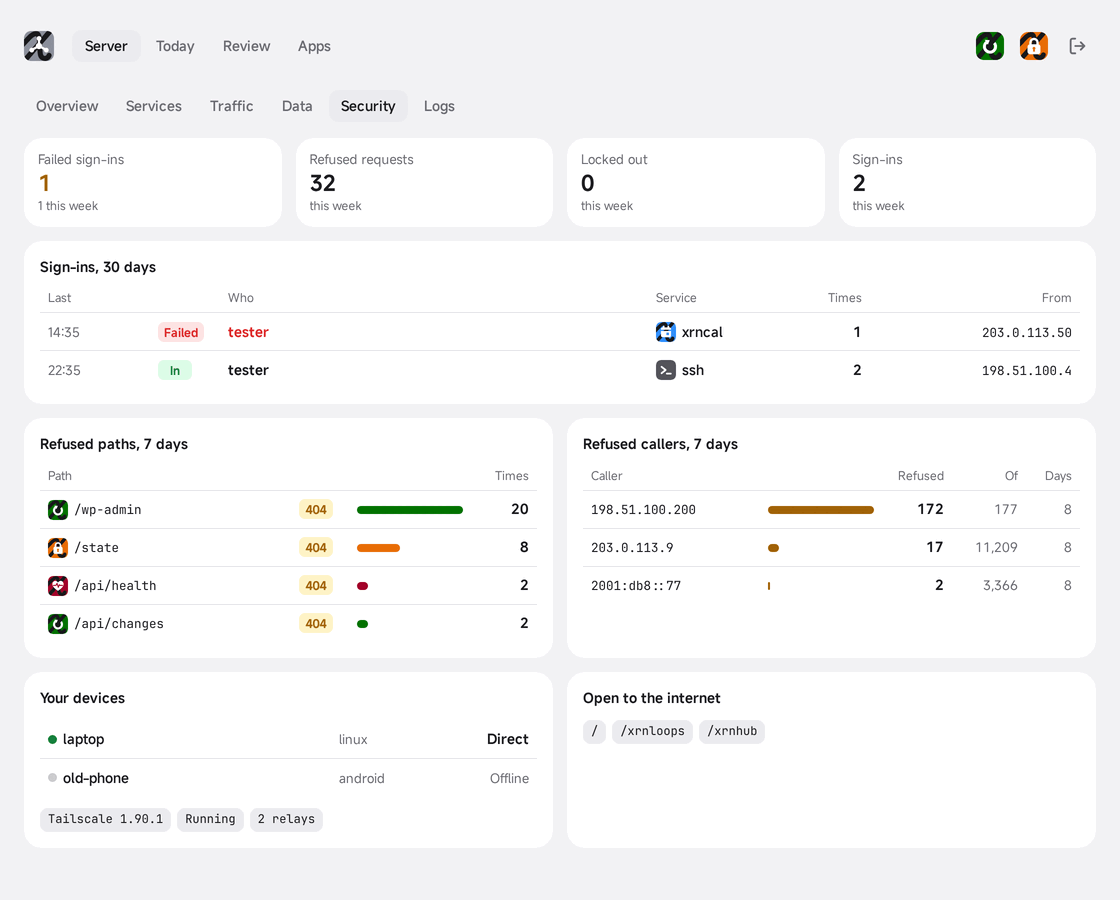 Server Today Review Apps
Overview Services Traffic Data Security Logs
Failed sign-ins
1
1 this week
Refused requests
32
this week
Locked out
0
this week
Sign-ins
2
this week
Sign-ins, 30 days
Last Who Service Times From
14:35 Failed tester xrncal 1 203.0.113.50
22:35 In tester ssh 2 198.51.100.4
Refused paths, 7 days
Path Times
/wp-admin 404 20
/state 404 8
/api/health 404 2
/api/changes 404 2
Refused callers, 7 days
Caller Refused Of Days
198.51.100.200 172 177 8
203.0.113.9 17 11,209 8
2001:db8::77 2 3,366 8
Your devices
laptop linux Direct
old-phone android Offline
Tailscale 1.90.1 Running 2 relays
Open to the internet
/ /xrnloops /xrnhub